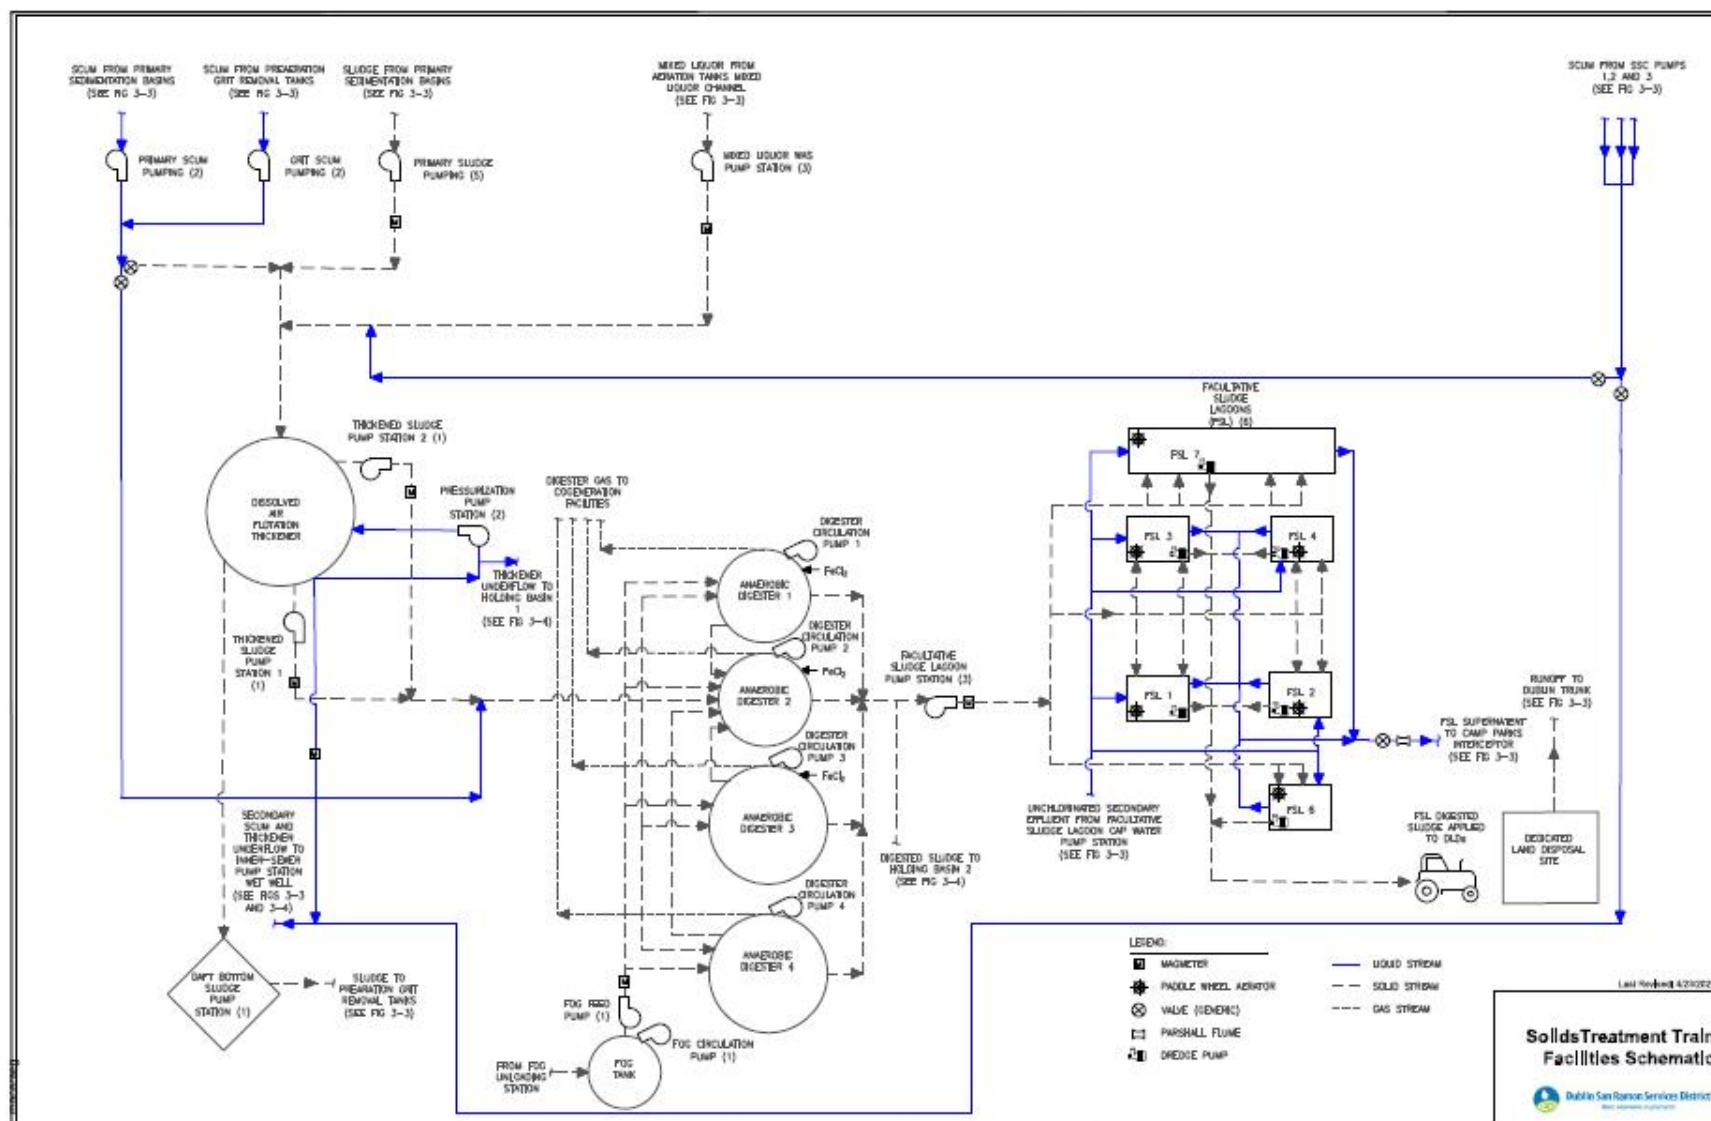 SCUM FROM PRIMARY
SEDIMENTATION BASINS
(SEE FIG 3-3)
SCUM FROM PREAERATION
GRIT REMOVAL TANKS
(SEE FIG 3-3)
SLUDGE FROM PRIMARY
SEDIMENTATION BASINS
(SEE FIG 3-3)
MIXED LIQUOR FROM
AERATION TANKS MIXED
LIQUOR CHANNEL
(SEE FIG 3-3)
SCUM FROM SSC PUMPS
1,2 AND 3
(SEE FIG 3-3)
PRIMARY SCUM
PUMPING (2)
GRIT SCUM
PUMPING (2)
PRIMARY SLUDGE
PUMPING (5)
MIXED LIQUOR WAS
PUMP STATION (3)
THICKENED SLUDGE
PUMP STATION 2 (1)
DISSOLVED
AIR
FLOTATION
THICKENER
PRESSURIZATION
PUMP
STATION (2)
THICKENER
UNDERFLOW TO
HOLDING BASIN
1
(SEE FIG 3-4)
THICKENED
SLUDGE
PUMP
STATION 1
(1)
DIGESTER GAS TO
COGENERATION
FACILITIES
DIGESTER
CIRCULATION
PUMP 1
FeCl₂
ANAEROBIC
DIGESTER 1
DIGESTER
CIRCULATION
PUMP 2
FeCl₂
ANAEROBIC
DIGESTER 2
DIGESTER
CIRCULATION
PUMP 3
FeCl₂
ANAEROBIC
DIGESTER 3
DIGESTER
CIRCULATION
PUMP 4
ANAEROBIC
DIGESTER 4
FACULTATIVE
SLUDGE LAGOON
PUMP STATION (3)
DIGESTED SLUDGE TO
HOLDING BASIN 2
(SEE FIG 3-4)
FACULTATIVE
SLUDGE
LAGOONS
(FSL) (6)
FSL 7
FSL 3
FSL 4
FSL 1
FSL 2
FSL 6
UNCHLORINATED SECONDARY
EFFLUENT FROM FACULTATIVE
SLUDGE LAGOON CAP WATER
PUMP STATION
(SEE FIG 3-3)
RUNOFF TO
DUBLIN TRUNK
(SEE FIG 3-3)
FSL SUPERNATENT
TO CAMP PARKS
INTERCEPTOR
(SEE FIG 3-3)
FSL DIGESTED
SLUDGE APPLIED
TO DLDs
DEDICATED
LAND DISPOSAL
SITE
SECONDARY
SCUM AND
THICKENER
UNDERFLOW TO
INNER-SEWER
PUMP STATION
WET WELL
(SEE FIGS 3-3
AND 3-4)
DAFT BOTTOM
SLUDGE
PUMP
STATION (1)
SLUDGE TO
PREARATION GRIT
REMOVAL TANKS
(SEE FIG 3-3)
FOG FEED
PUMP (1)
FOG CIRCULATION
PUMP (1)
FROM FOG
UNLOADING
STATION
FOG
TANK
LEGEND:
MAGMETER
PADDLE WHEEL AERATOR
VALVE (GENERIC)
PARSHALL FLUME
DREDGE PUMP
LIQUID STREAM
SOLID STREAM
GAS STREAM
Last Revised:
Solids Treatment Train
Facilities Schematic
Dublin San Ramon Services District